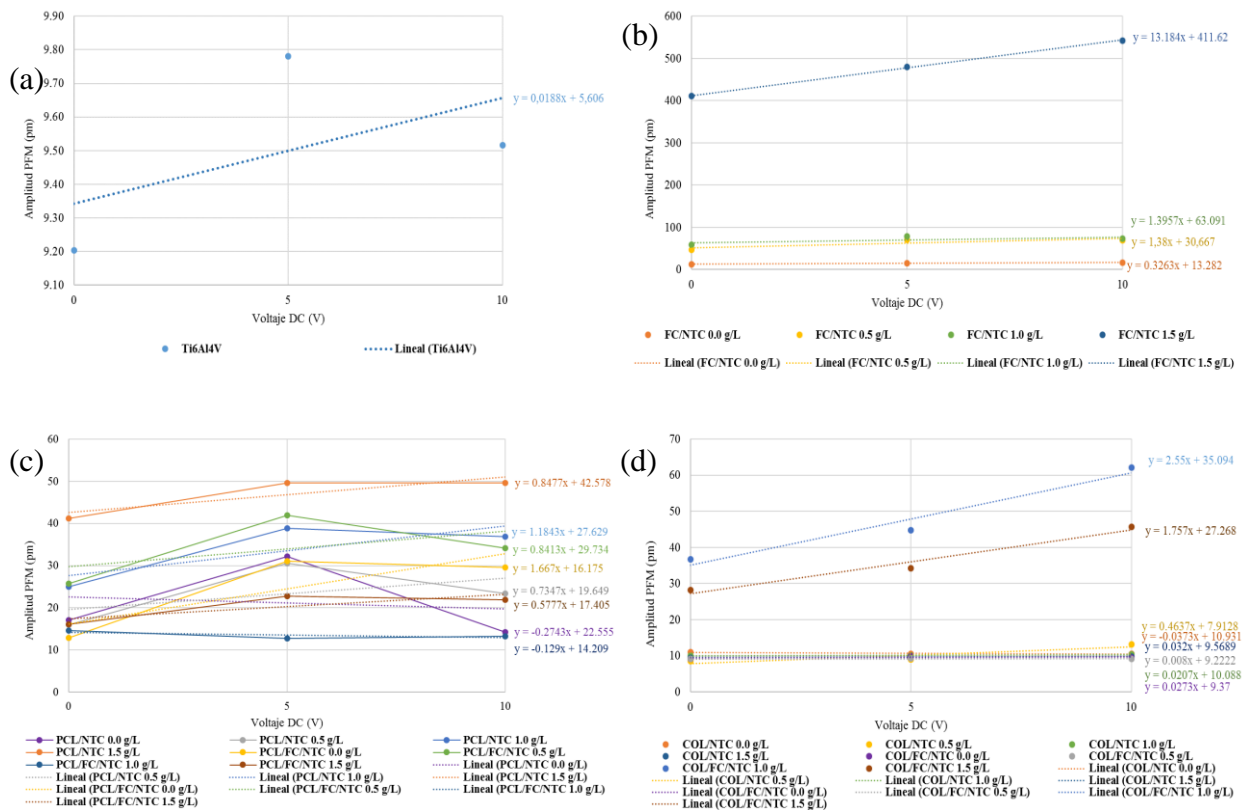 (a)
Amplitud PFM (pm)
9.90
9.80
9.70
9.60
9.50
9.40
9.30
9.20
9.10
0
5
10
Voltaje DC (V)
y = 0,0188x + 5,606
Ti6Al4V
Lineal (Ti6Al4V)
(b)
Amplitud PFM (pm)
600
500
400
300
200
100
0
0
5
10
Voltaje DC (V)
y = 13.184x + 411.62
y = 1.3957x + 63.091
y = 1,38x + 30,667
y = 0.3263x + 13.282
FC/NTC 0.0 g/L
FC/NTC 0.5 g/L
FC/NTC 1.0 g/L
FC/NTC 1.5 g/L
Lineal (FC/NTC 0.0 g/L)
Lineal (FC/NTC 0.5 g/L)
Lineal (FC/NTC 1.0 g/L)
Lineal (FC/NTC 1.5 g/L)
(c)
Amplitud PFM (pm)
60
50
40
30
20
10
0
0
5
10
Voltaje DC (V)
y = 0.8477x + 42.578
y = 1.1843x + 27.629
y = 0.8413x + 29.734
y = 1.667x + 16.175
y = 0.7347x + 19.649
y = 0.5777x + 17.405
y = -0.2743x + 22.555
y = -0.129x + 14.209
PCL/NTC 0.0 g/L
PCL/NTC 0.5 g/L
PCL/NTC 1.0 g/L
PCL/NTC 1.5 g/L
PCL/FC/NTC 0.0 g/L
PCL/FC/NTC 0.5 g/L
PCL/FC/NTC 1.0 g/L
PCL/FC/NTC 1.5 g/L
Lineal (PCL/NTC 0.0 g/L)
Lineal (PCL/NTC 0.5 g/L)
Lineal (PCL/NTC 1.0 g/L)
Lineal (PCL/NTC 1.5 g/L)
Lineal (PCL/FC/NTC 0.0 g/L)
Lineal (PCL/FC/NTC 0.5 g/L)
Lineal (PCL/FC/NTC 1.0 g/L)
Lineal (PCL/FC/NTC 1.5 g/L)
(d)
Amplitud PFM (pm)
70
60
50
40
30
20
10
0
0
5
10
Voltaje DC (V)
y = 2.55x + 35.094
y = 1.757x + 27.268
y = 0.4637x + 7.9128
y = -0.0373x + 10.931
y = 0.032x + 9.5689
y = 0.008x + 9.2222
y = 0.0207x + 10.088
y = 0.0273x + 9.37
COL/NTC 0.0 g/L
COL/NTC 0.5 g/L
COL/NTC 1.0 g/L
COL/NTC 1.5 g/L
COL/FC/NTC 0.0 g/L
COL/FC/NTC 0.5 g/L
COL/FC/NTC 1.0 g/L
COL/FC/NTC 1.5 g/L
Lineal (COL/NTC 0.0 g/L)
Lineal (COL/NTC 0.5 g/L)
Lineal (COL/NTC 1.0 g/L)
Lineal (COL/NTC 1.5 g/L)
Lineal (COL/FC/NTC 0.0 g/L)
Lineal (COL/FC/NTC 0.5 g/L)
Lineal (COL/FC/NTC 1.0 g/L)
Lineal (COL/FC/NTC 1.5 g/L)